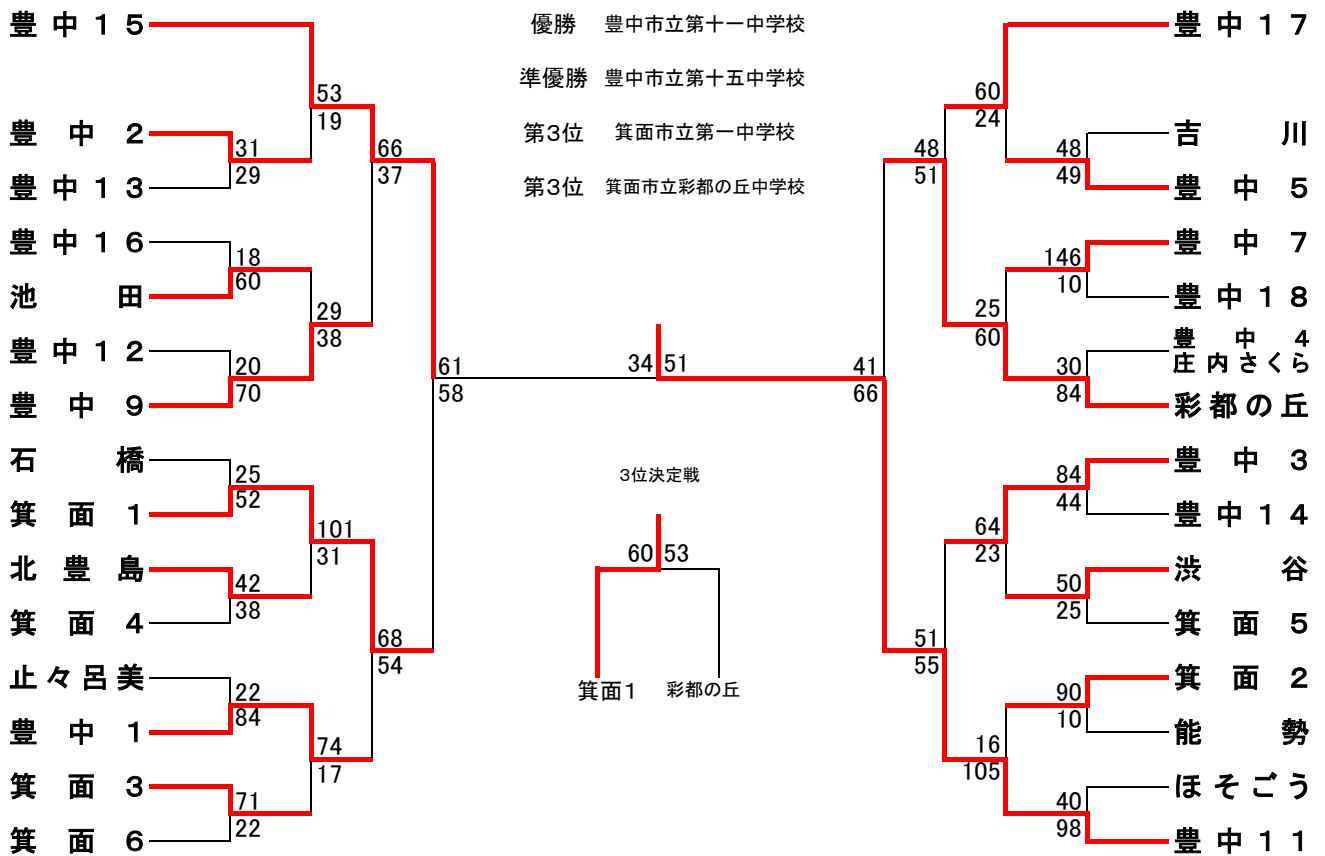 優勝 豊中市立第十一中学校
準優勝 豊中市立第十五中学校
第3位 箕面市立第一中学校
第3位 箕面市立彩都の丘中学校
豊中15
豊中2
豊中13
豊中16
池田
豊中12
豊中9
石橋
箕面1
北豊島
箕面4
止々呂美
豊中1
箕面3
箕面6
31
29
18
60
20
70
25
52
42
38
22
84
71
22
53
19
29
38
101
31
74
17
66
37
68
54
61
58
34 51
3位決定戦
60 53
箕面1 彩都の丘
41
66
48
51
51
55
60
24
25
60
64
23
16
105
48
49
146
10
30
84
84
44
50
25
90
10
40
98
豊中17
吉川
豊中5
豊中7
豊中18
豊中4
庄内さくら
彩都の丘
豊中3
豊中14
渋谷
箕面5
箕面2
能勢
ほそごう
豊中11